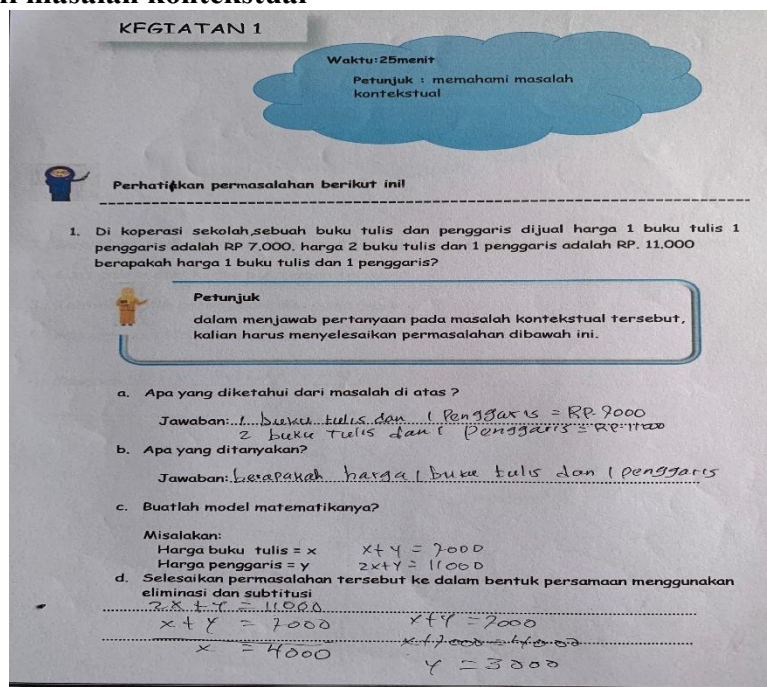 KEGIATAN 1
Waktu:25menit
Petunjuk : memahami masalah
kontekstual
Perhatikan permasalahan berikut ini!
1. Di koperasi sekolah,sebuah buku tulis dan penggaris dijual harga 1 buku tulis 1
penggaris adalah RP 7.000. harga 2 buku tulis dan 1 penggaris adalah RP. 11.000
berapakah harga 1 buku tulis dan 1 penggaris?
Petunjuk
dalam menjawab pertanyaan pada masalah kontekstual tersebut,
kalian harus menyelesaikan permasalahan dibawah ini.
a. Apa yang diketahui dari masalah di atas ?
Jawaban: 1 buku tulis dan 1 Penggaris = RP. 7000
2 buku Tulis dan 1 Penggaris = RP. 11000
b. Apa yang ditanyakan?
Jawaban: berapakah harga 1 buku tulis dan 1 penggaris
c. Buatlah model matematikanya?
Misalakan:
Harga buku tulis = x x+y = 7000
Harga penggaris = y 2x+y = 11000
d. Selesaikan permasalahan tersebut ke dalam bentuk persamaan menggunakan
eliminasi dan subtitusi
2x + y = 11000
x + y = 7000 x+y = 7000
x = 4000
y = 3000